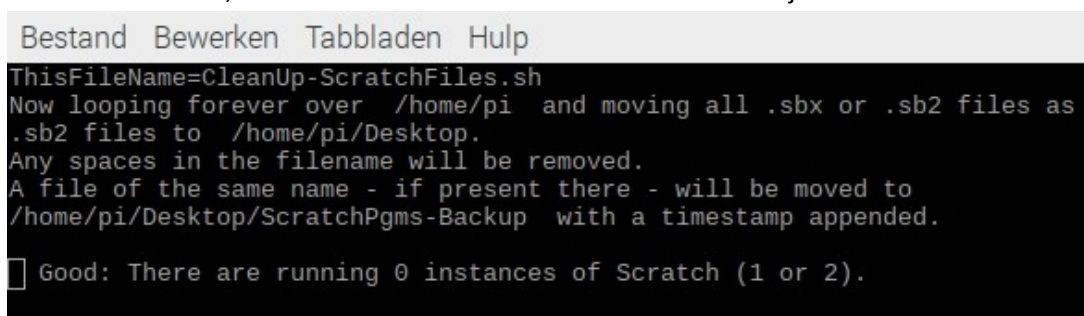 Bestand Bewerken Tabbladen Hulp
ThisFileName=CleanUp-ScratchFiles.sh
Now looping forever over /home/pi and moving all .sbx or .sb2 files as
.sb2 files to /home/pi/Desktop.
Any spaces in the filename will be removed.
A file of the same name - if present there - will be moved to
/home/pi/Desktop/ScratchPgms-Backup with a timestamp appended.
Good: There are running 0 instances of Scratch (1 or 2).